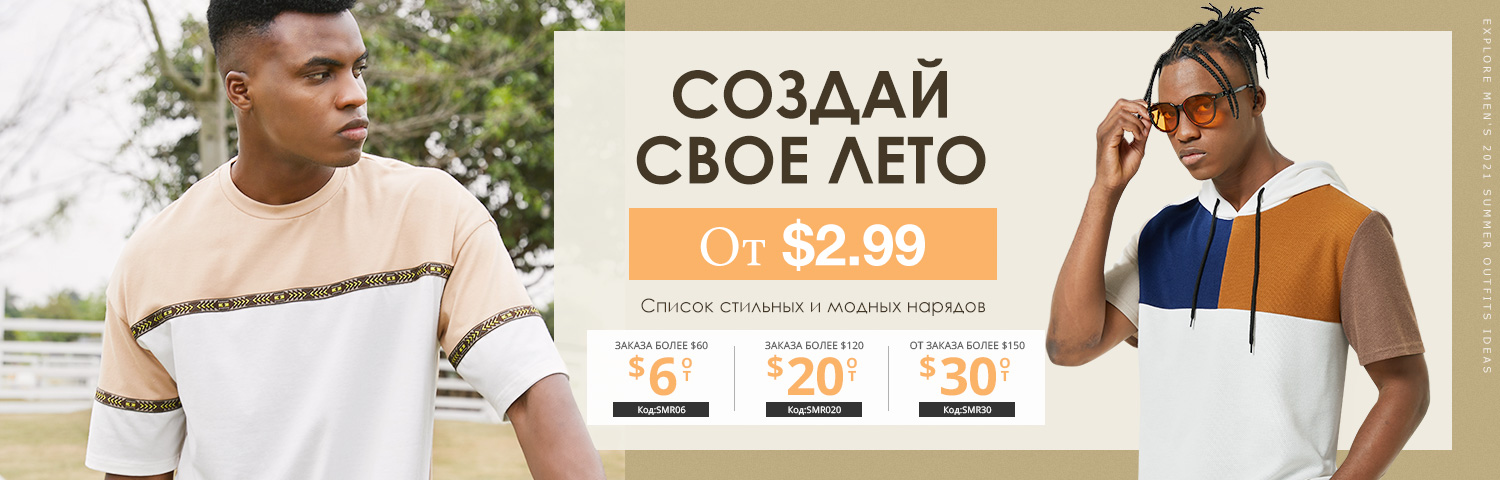 СОЗДАЙ
СВОЕ ЛЕТО
От $2.99
Список стильных и модных нарядов
ЗАКАЗА БОЛЕЕ $60
$6 ОТ
Код:SMR06
ЗАКАЗА БОЛЕЕ $120
$20 ОТ
Код:SMR020
ОТ ЗАКАЗА БОЛЕЕ $150
$30 ОТ
Код:SMR30
EXPLORE MEN'S 2021 SUMMER OUTFITS IDEAS